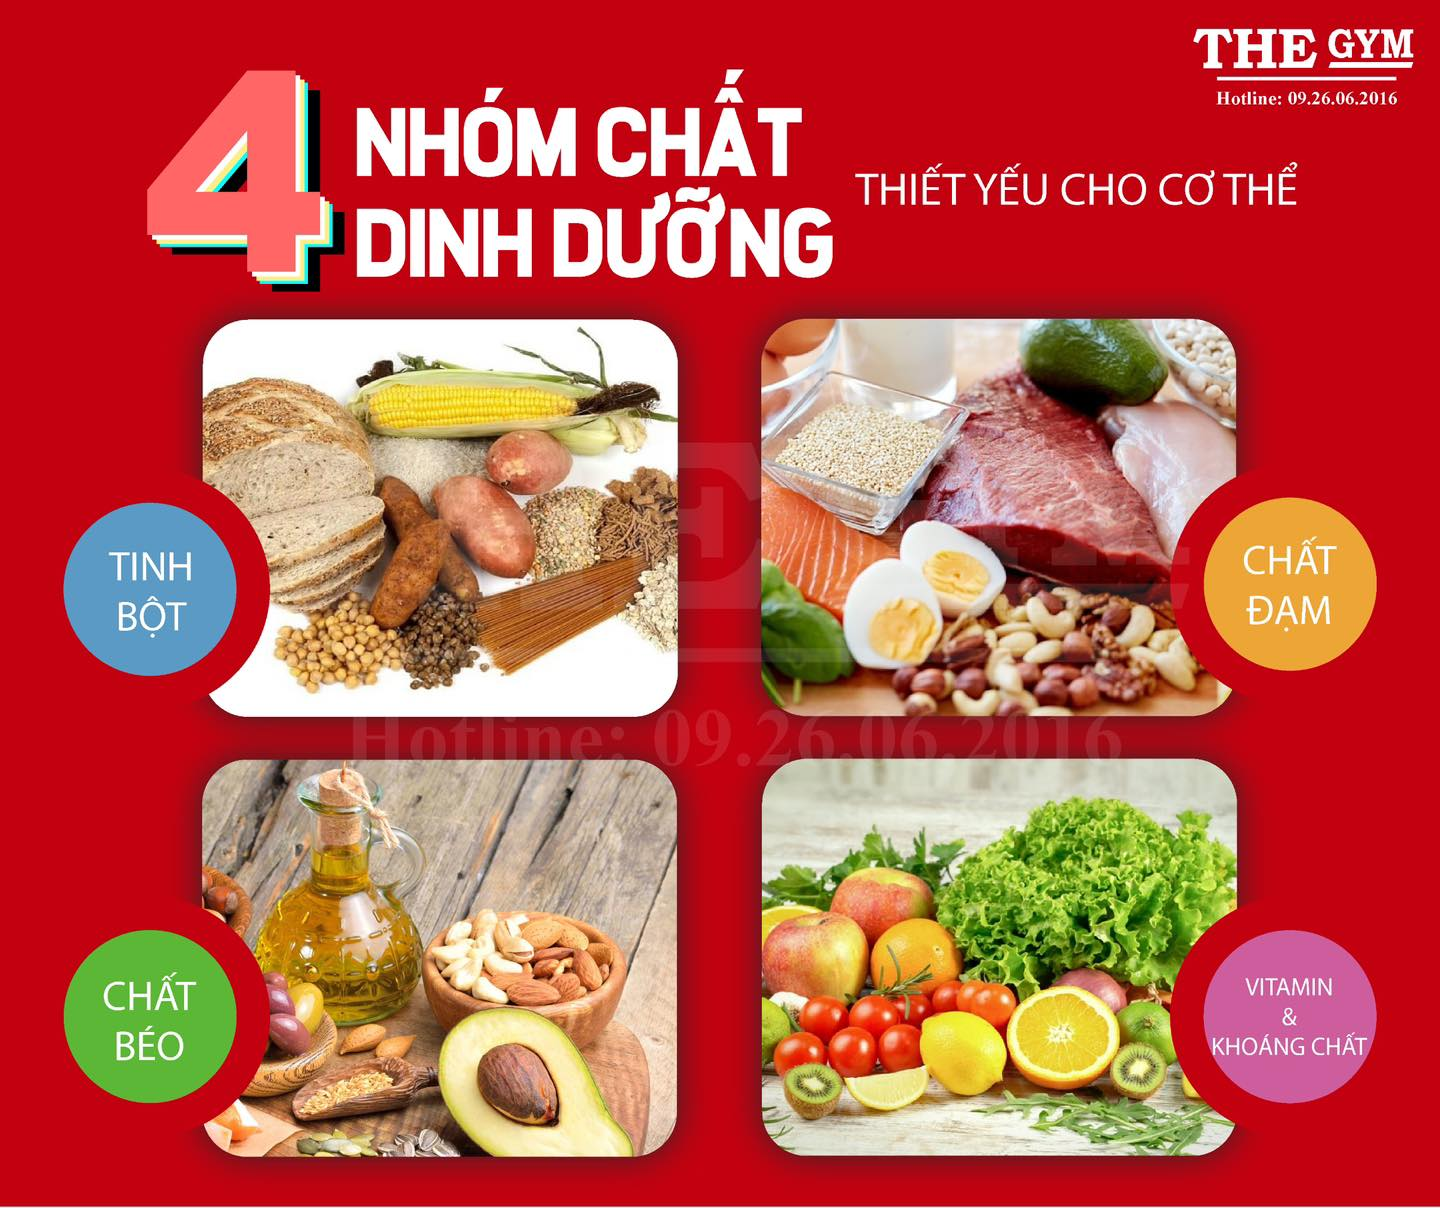 THE GYM
Hotline: 09.26.06.2016
4 NHÓM CHẤT
DINH DƯỠNG
THIẾT YẾU CHO CƠ THỂ
TINH
BỘT
CHẤT
ĐẠM
Hotline: 09.26.06.2016
CHẤT
BÉO
VITAMIN
&
KHOÁNG CHẤT